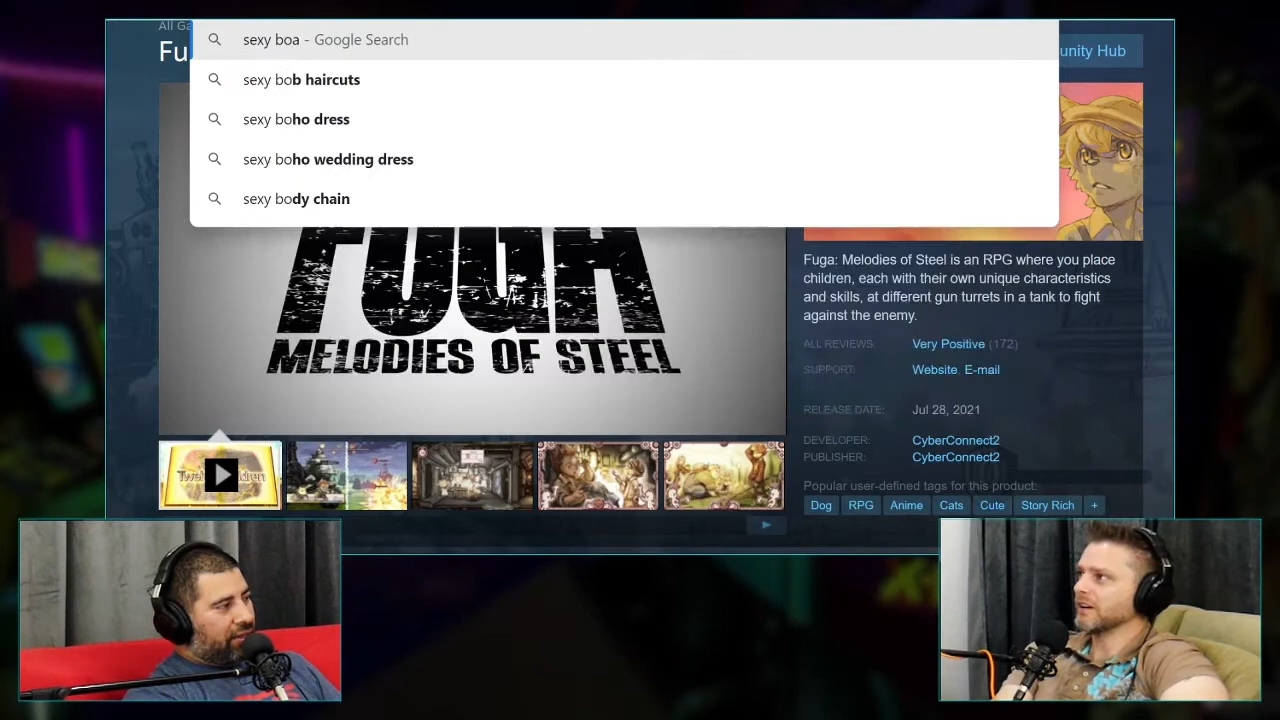 All Ga
Fu
sexy boa - Google Search
sexy bob haircuts
sexy boho dress
sexy boho wedding dress
sexy body chain
unity Hub
FUGA
MELODIES OF STEEL
Fuga: Melodies of Steel is an RPG where you place
children, each with their own unique characteristics
and skills, at different gun turrets in a tank to fight
against the enemy.
ALL REVIEWS: Very Positive (172)
SUPPORT: Website, E-mail
RELEASE DATE: Jul 28, 2021
DEVELOPER: CyberConnect2
PUBLISHER: CyberConnect2
Popular user-defined tags for this product:
Dog RPG Anime Cats Cute Story Rich +